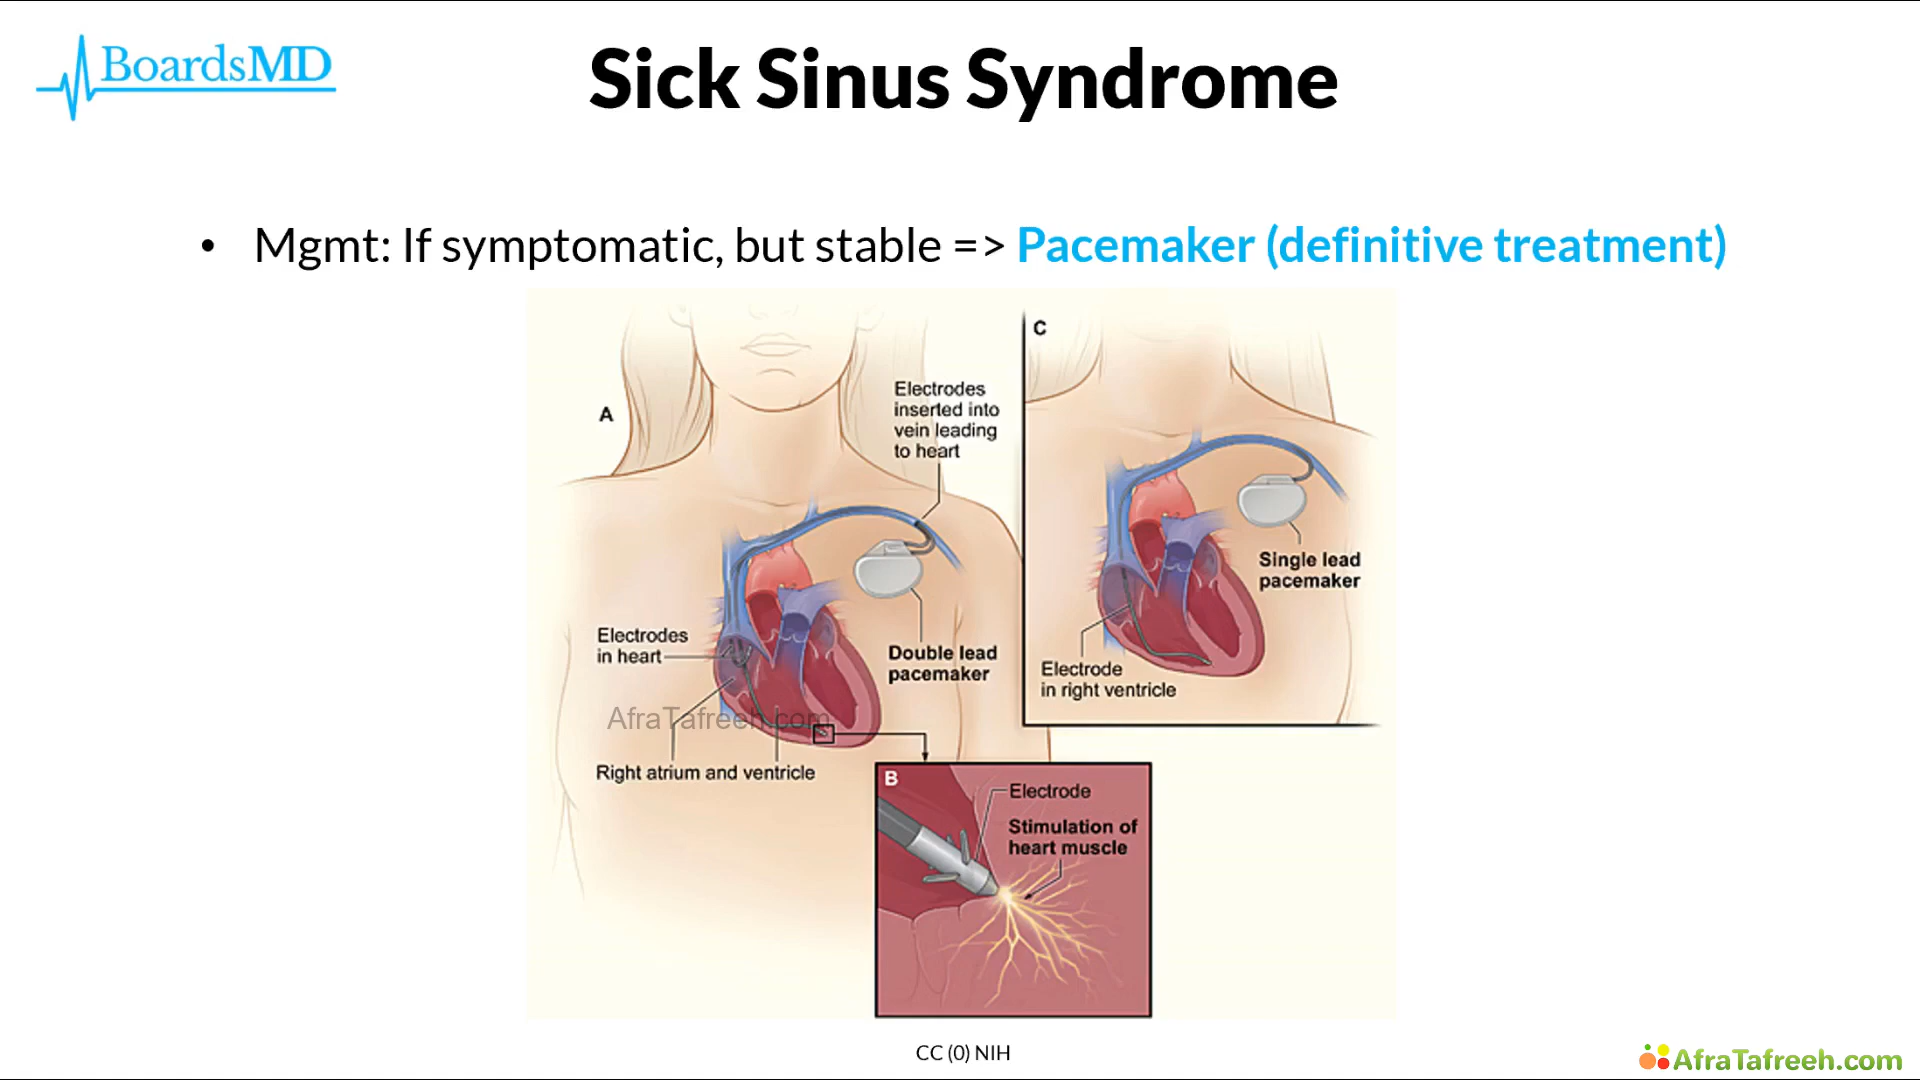 BoardsMD
Sick Sinus Syndrome
• Mgmt: If symptomatic, but stable => Pacemaker (definitive treatment)
A
Electrodes
inserted into
vein leading
to heart
Double lead
pacemaker
Electrodes
in heart
AfraTafreeh.com
Right atrium and ventricle
C
Single lead
pacemaker
Electrode
in right ventricle
B
Electrode
Stimulation of
heart muscle
CC (0) NIH
AfraTafreeh.com